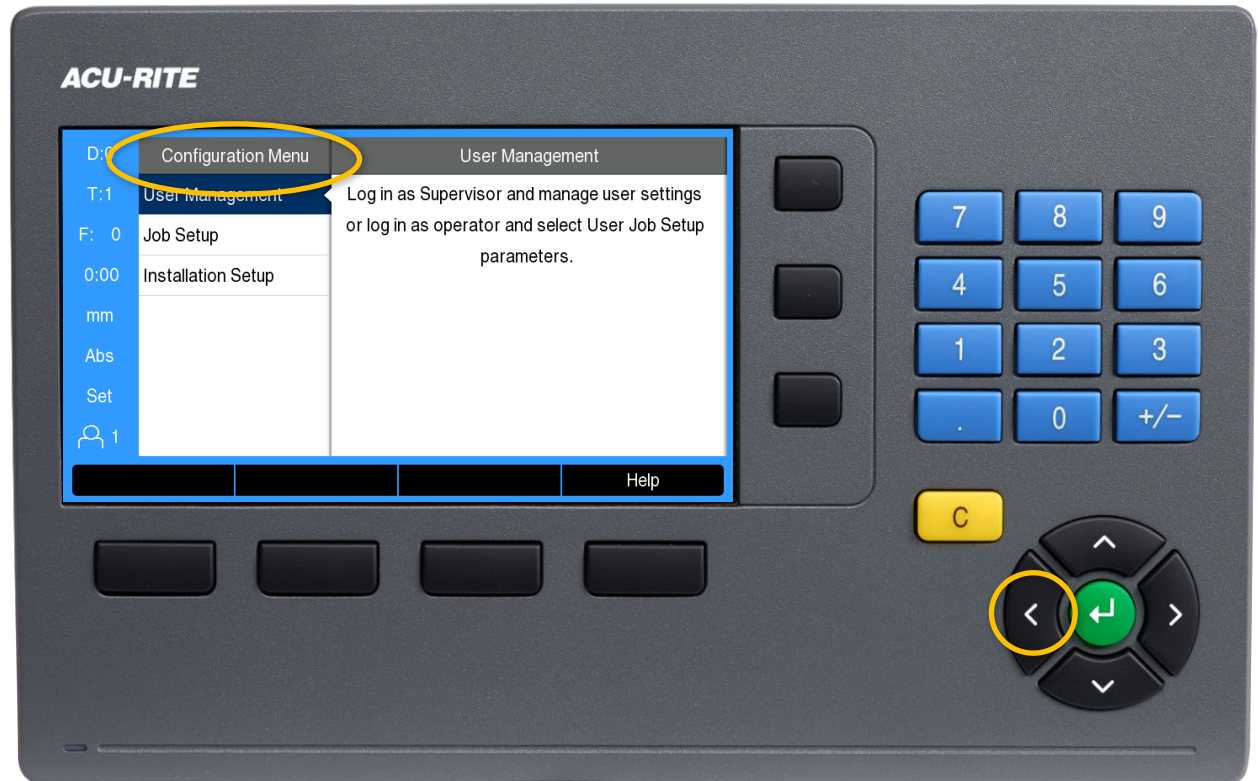 ACU-RITE
D:0 Configuration Menu User Management
T:1 User Management Log in as Supervisor and manage user settings
F: 0 Job Setup or log in as operator and select User Job Setup
parameters.
0:00 Installation Setup
mm
Abs
Set
1
Help
7 8 9
4 5 6
1 2 3
. 0 +/−
C